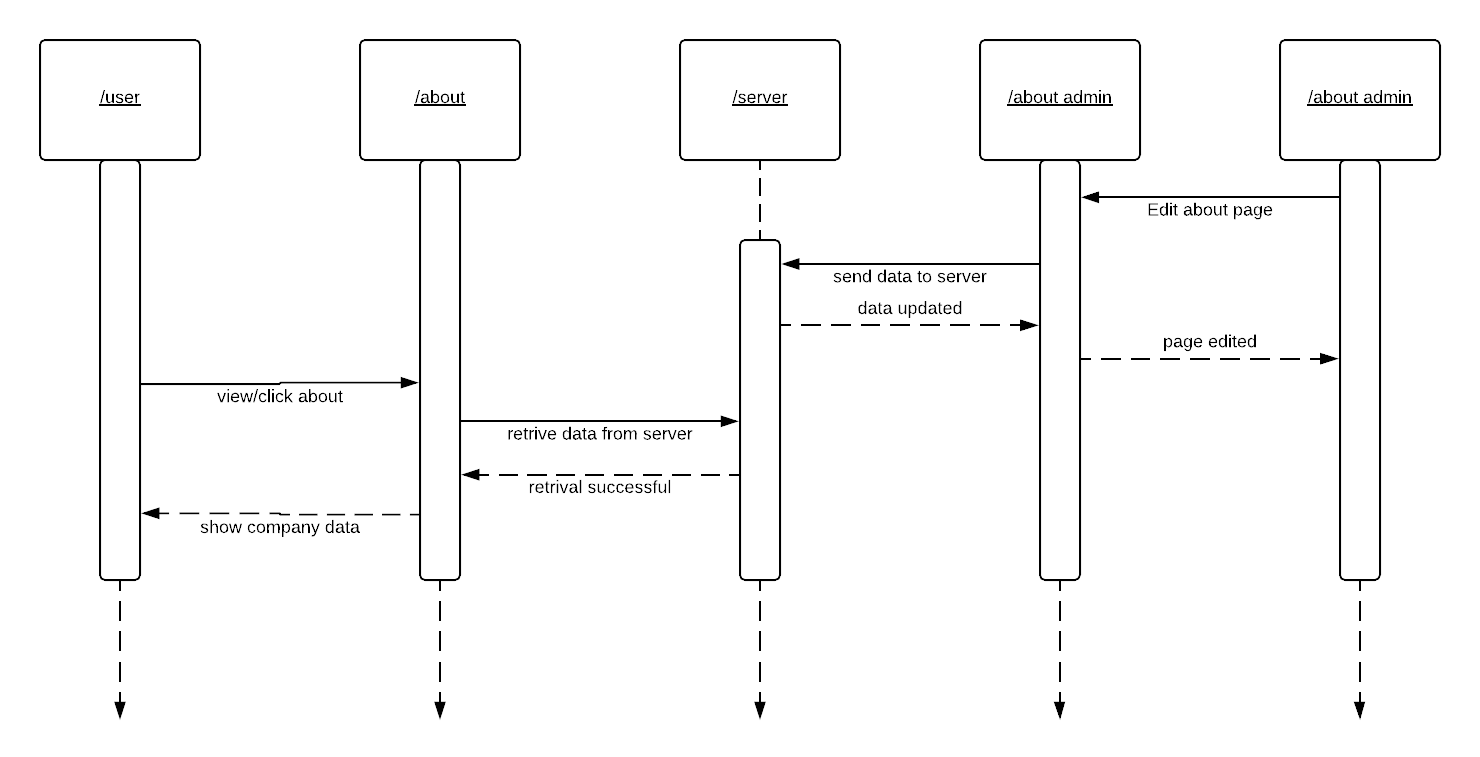 /user
/about
/server
/about admin
/about admin
Edit about page
send data to server
data updated
page edited
view/click about
retrive data from server
retrival successful
show company data